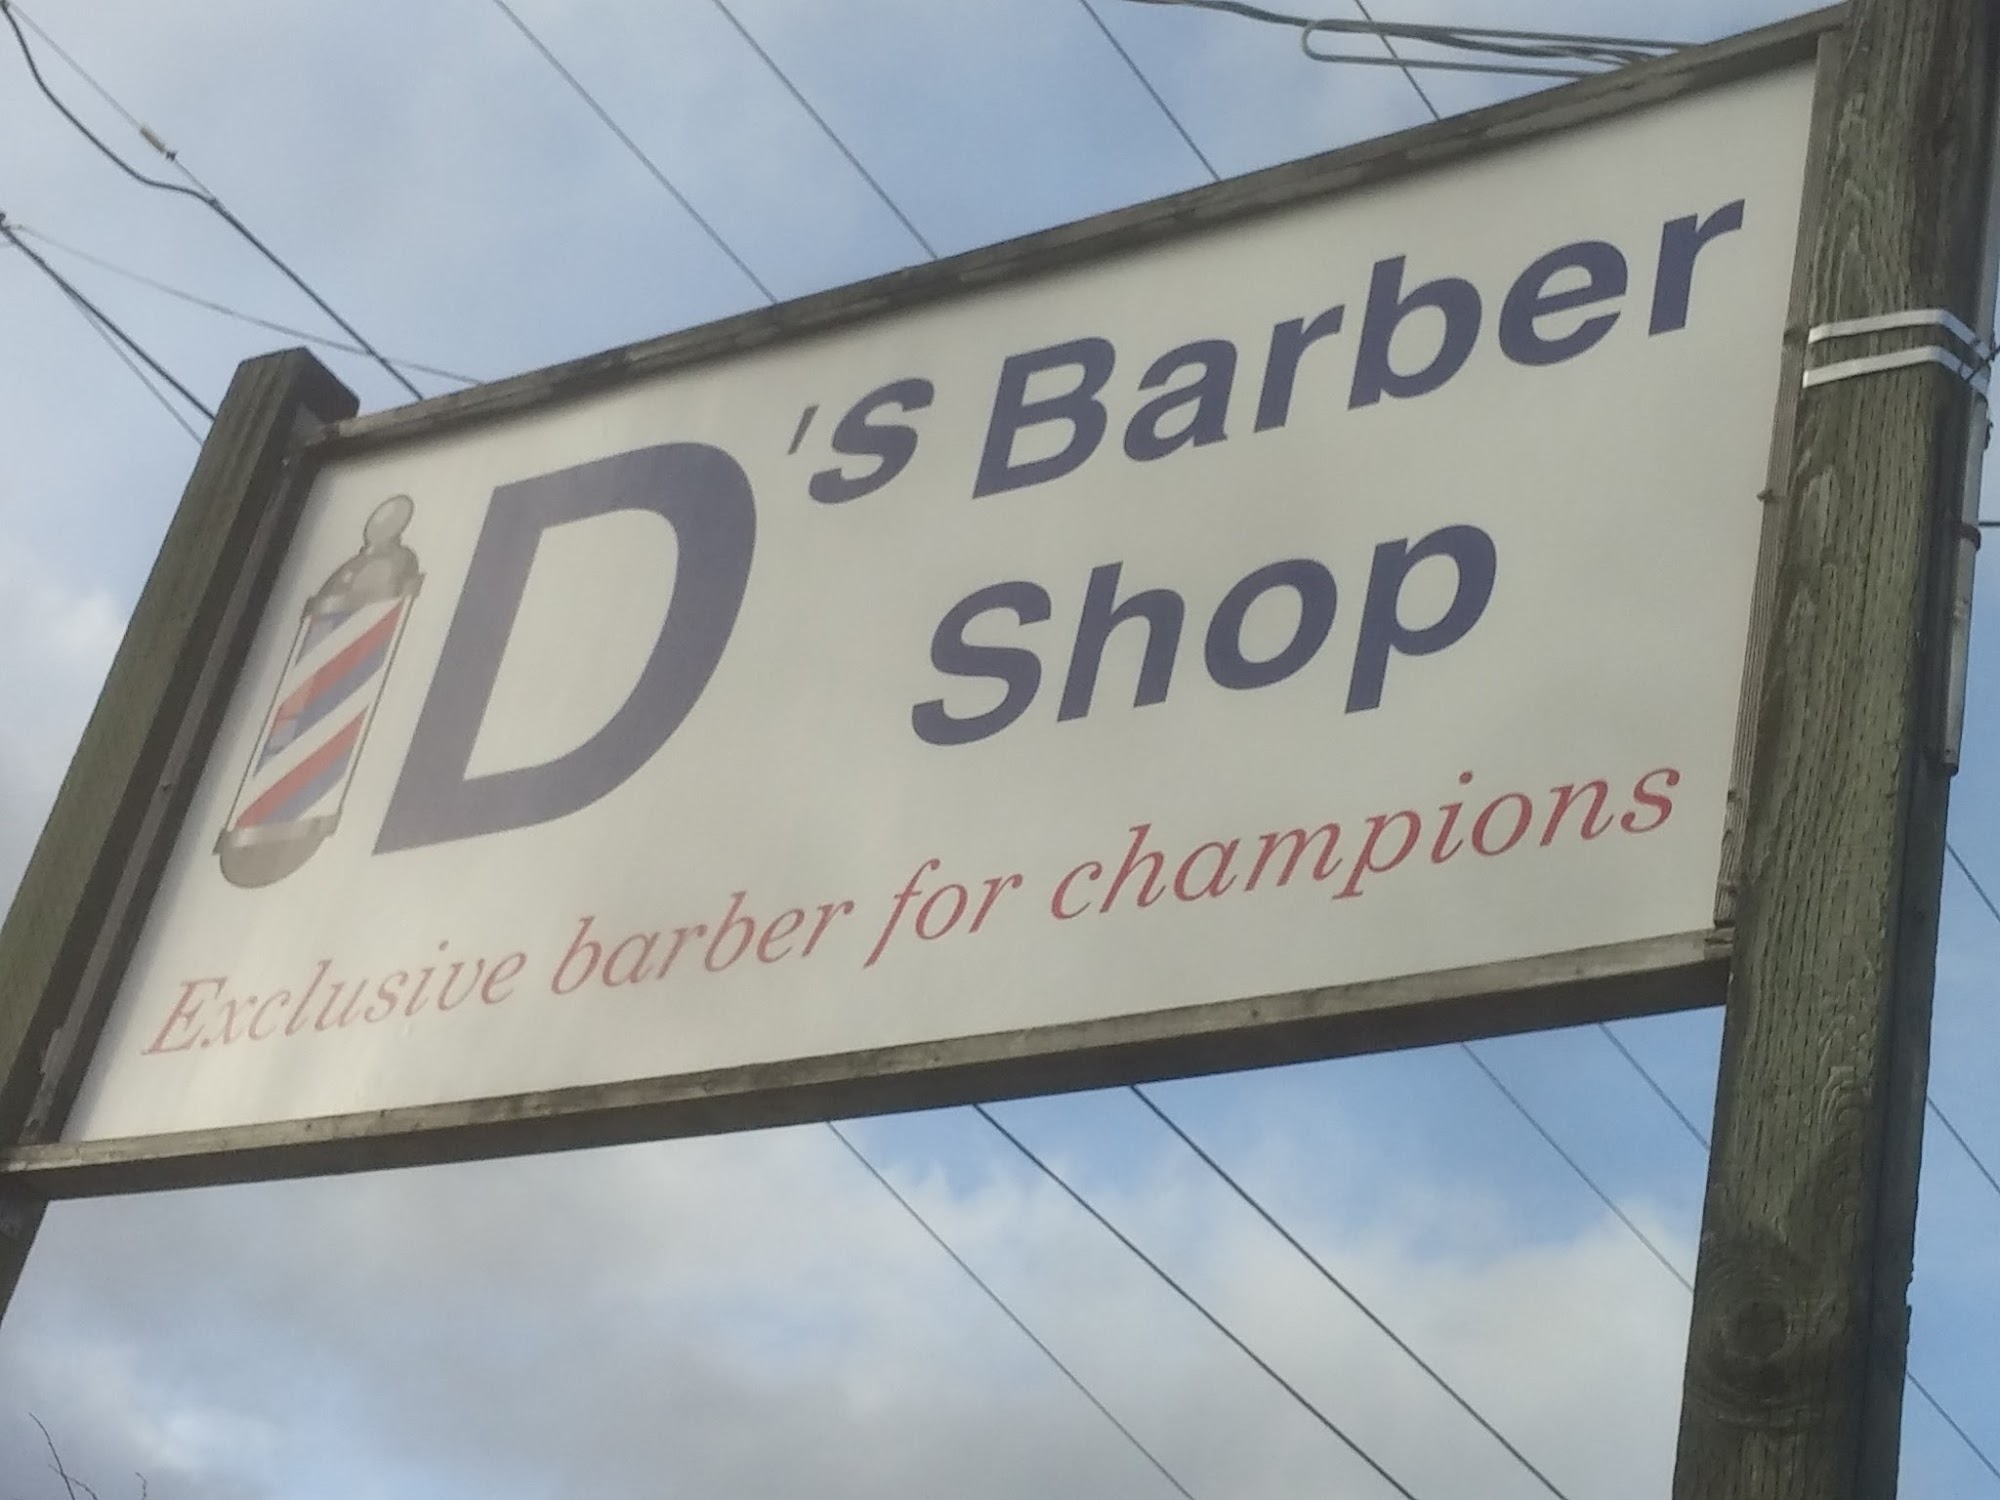 D's Barber
Shop
Exclusive barber for champions